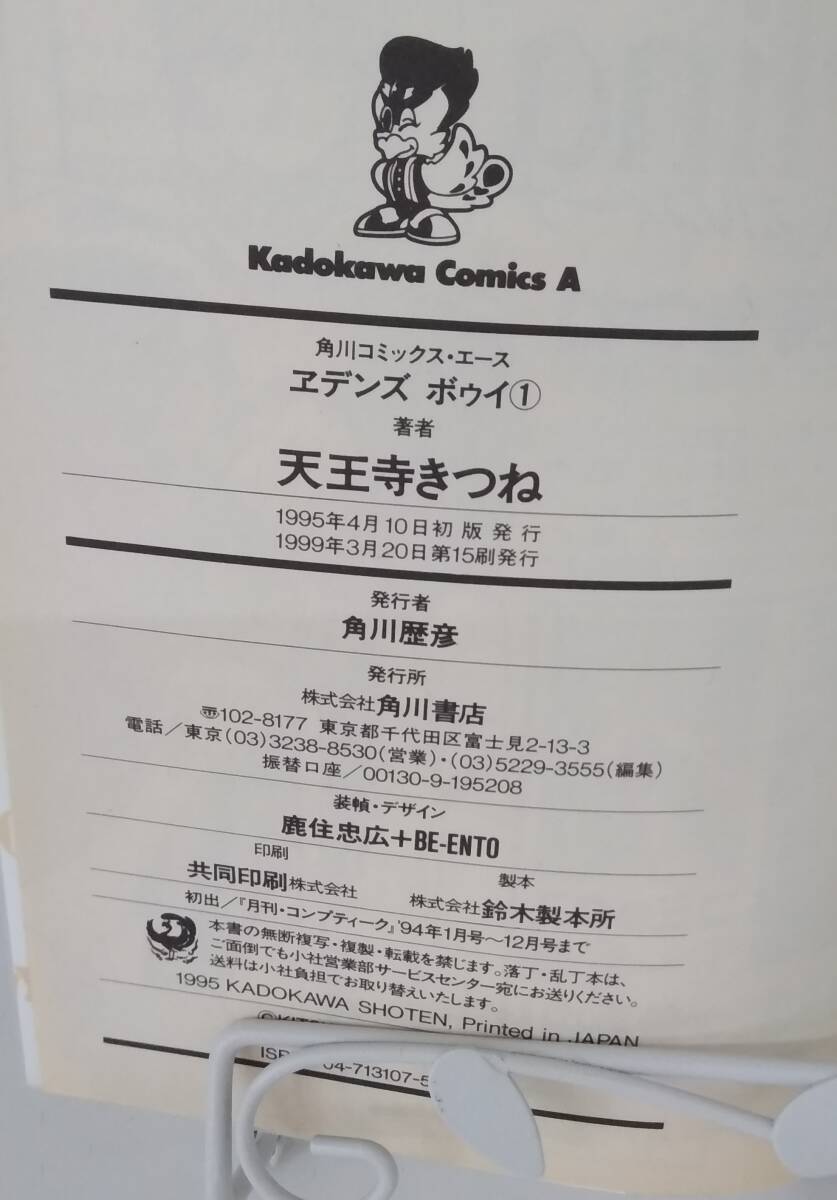 Kadokawa Comics A
角川コミックス・エース
ヱデンズ ボゥイ①
著者
天王寺きつね
1995年4月10日初版発行
1999年3月20日第15刷発行
発行者
角川歴彦
発行所
株式会社角川書店
〠102-8177 東京都千代田区富士見2-13-3
電話／東京(03)3238-8530(営業)・(03)5229-3555(編集)
振替口座／00130-9-195208
装幀・デザイン
鹿住忠広+BE-ENTO
印刷
共同印刷株式会社
製本
株式会社鈴木製本所
初出／『月刊・コンプティーク』'94年1月号〜12月号まで
本書の無断複写・複製・転載を禁じます。落丁・乱丁本は、
ご面倒でも小社営業部サービスセンター宛にお送りください。
送料は小社負担でお取り替えいたします。
1995 KADOKAWA SHOTEN, Printed in JAPAN
04-713107-5